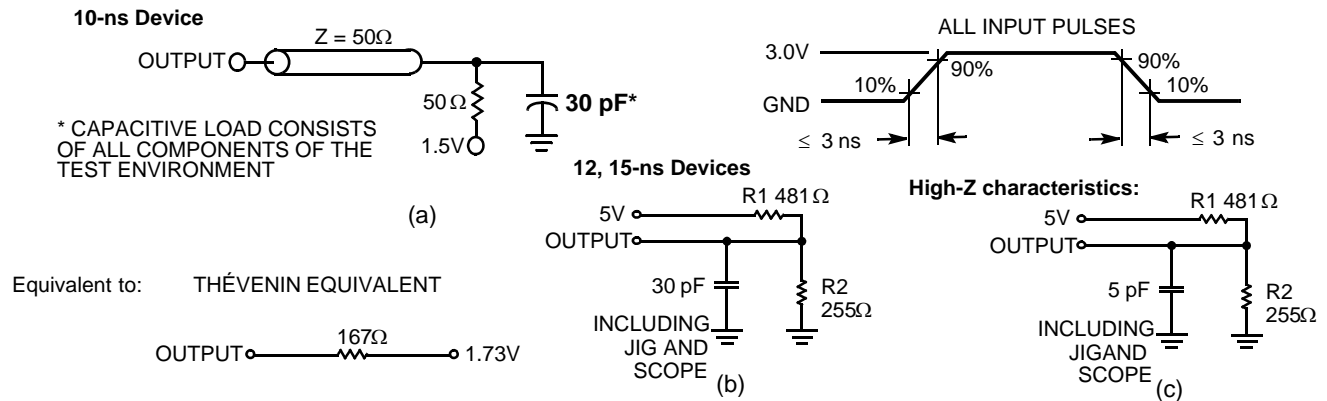 10-ns Device
Z = 50Ω
OUTPUT
50 Ω
30 pF*
1.5V
* CAPACITIVE LOAD CONSISTS
OF ALL COMPONENTS OF THE
TEST ENVIRONMENT
(a)
ALL INPUT PULSES
3.0V
90%
90%
10%
10%
GND
≤ 3 ns
≤ 3 ns
12, 15-ns Devices
R1 481 Ω
5V
OUTPUT
30 pF
R2
255Ω
INCLUDING
JIG AND
SCOPE
(b)
High-Z characteristics:
R1 481 Ω
5V
OUTPUT
5 pF
R2
255Ω
INCLUDING
JIGAND
SCOPE
(c)
Equivalent to: THÉVENIN EQUIVALENT
167Ω
OUTPUT
1.73V